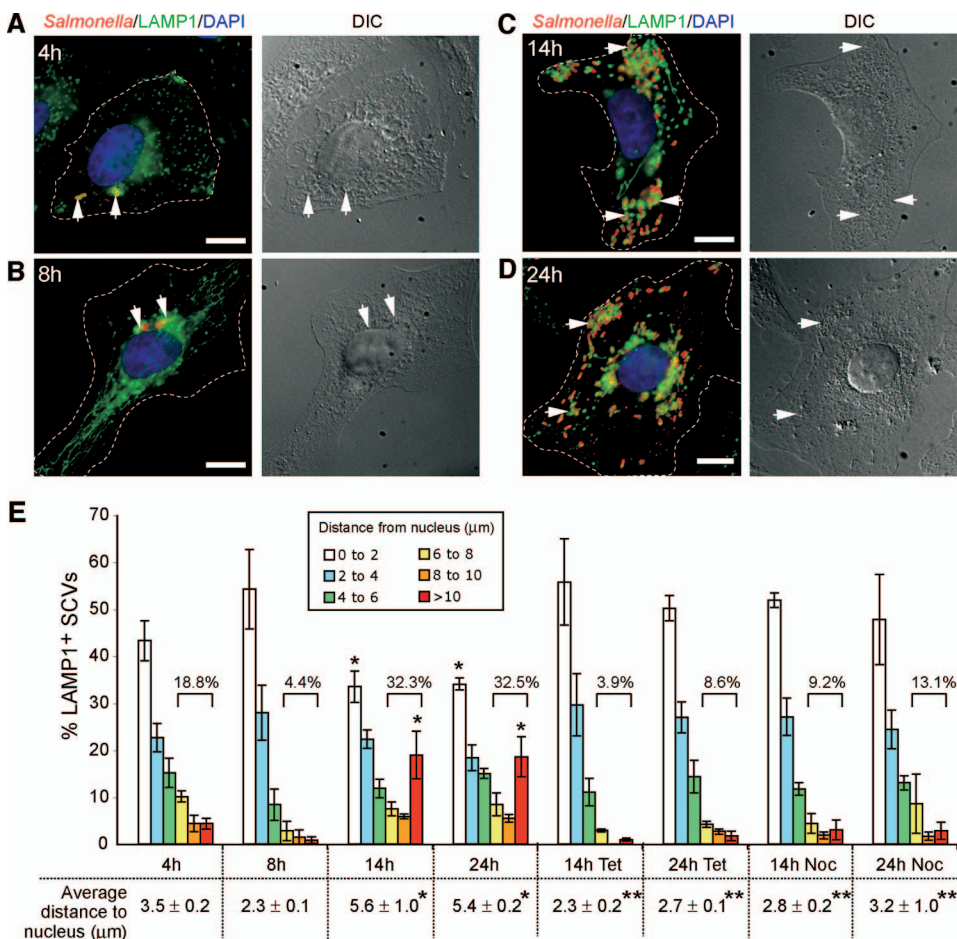 A Salmonella/LAMP1/DAPI DIC C Salmonella/LAMP1/DAPI DIC
4h 14h
B 8h D 24h
E
70
60
50
40
30
20
10
0
% LAMP1+ SCVs
Distance from nucleus (μm)
0 to 2 6 to 8
2 to 4 8 to 10
4 to 6 >10
18.8% 4.4% 32.3% 32.5% 3.9% 8.6% 9.2% 13.1%
* * * *
4h 8h 14h 24h 14h Tet 24h Tet 14h Noc 24h Noc
Average
distance to
nucleus (μm)
3.5 ± 0.2 2.3 ± 0.1 5.6 ± 1.0* 5.4 ± 0.2* 2.3 ± 0.2** 2.7 ± 0.1** 2.8 ± 0.2** 3.2 ± 1.0**